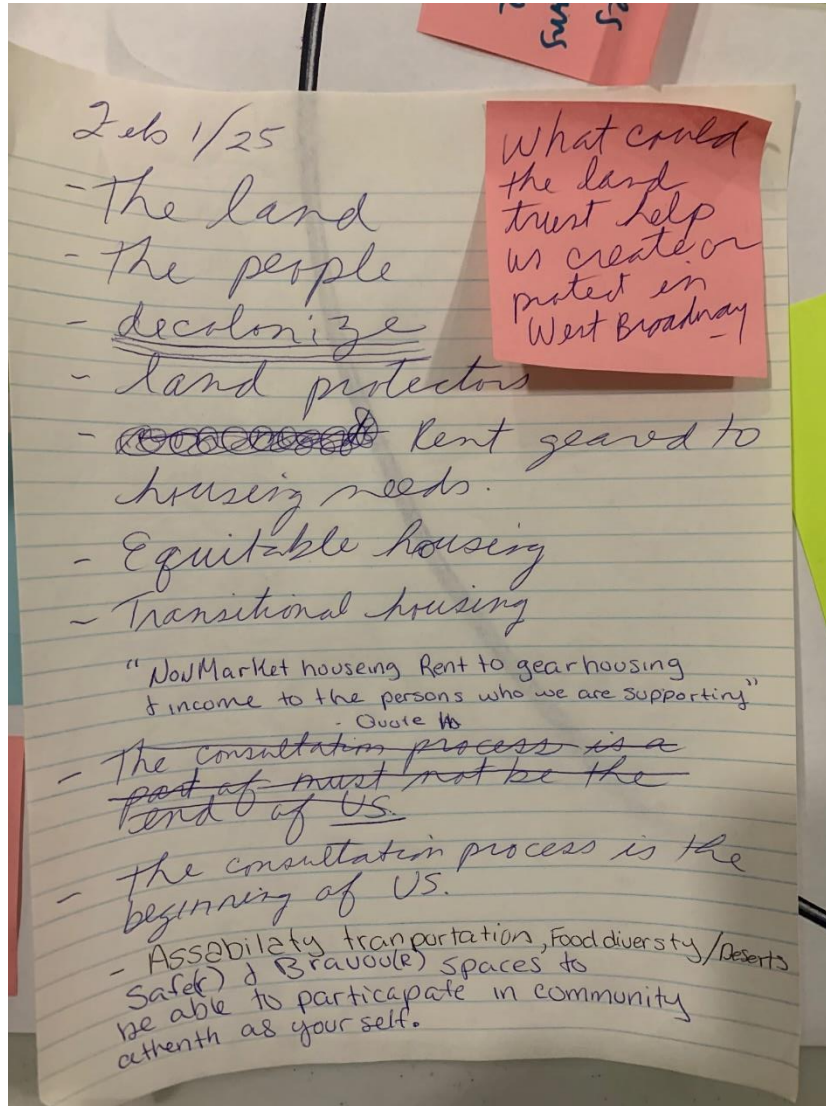 Feb 1/25
- The land
- The people
- decolonize
- land protectors
- Rent geared to
housing needs.
- Equitable housing
- Transitional housing
"NonMarket houseing Rent to gear housing
& income to the persons who we are supporting"
- Quote
- The consultation process is a
part of must not be the
end of US.
- The consultation process is the
beginning of US.
- Assabilaty tranportation, Food diversty/Deserts
Safe(r) & Bravou(r) spaces to
be able to particapate in community
athenth as your self.
What could
the land
trust help
us create or
protect in
West Broadway